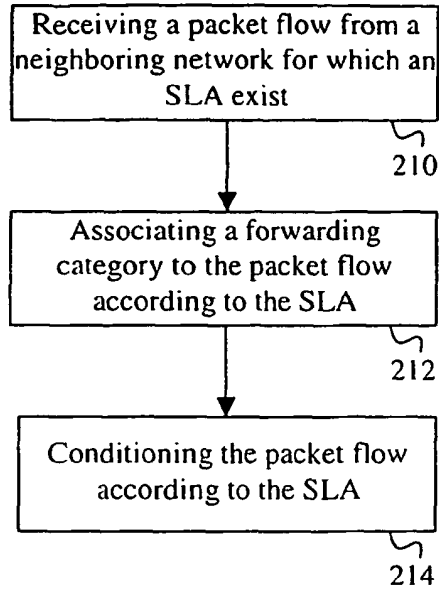 Receiving a packet flow from a
neighboring network for which an
SLA exist
210
Associating a forwarding
category to the packet flow
according to the SLA
212
Conditioning the packet flow
according to the SLA
214